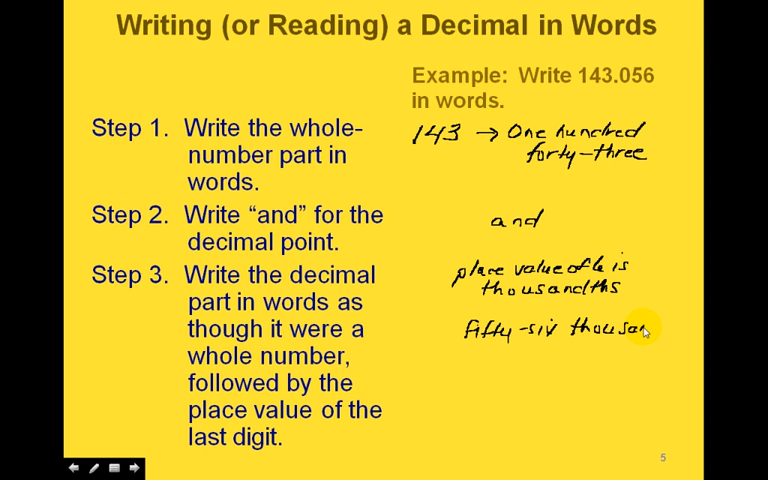 Writing (or Reading) a Decimal in Words
Example: Write 143.056
in words.
Step 1. Write the whole-
number part in
words.
143 → One hundred
forty-three
Step 2. Write “and” for the
decimal point.
and
Step 3. Write the decimal
part in words as
though it were a
whole number,
followed by the
place value of the
last digit.
place value of 6 is
thousandths
fifty-six thousan
5